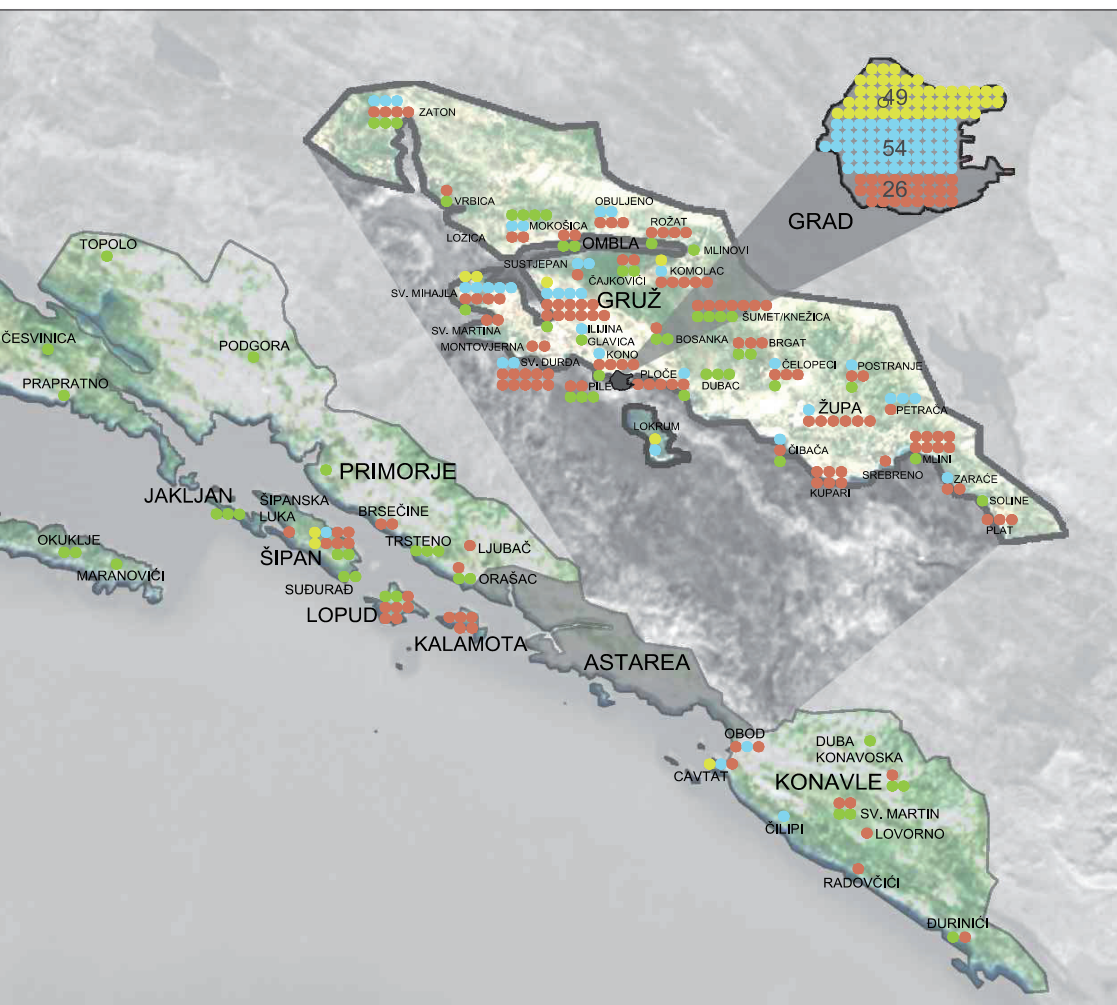 49
54
26
GRAD
ZATON
VRBICA
OBULJENO
MOKOŠICA
ROŽAT
LOZICA
OMBLA
MLINOVI
TOPOLO
SUSTJEPAN
ČAJKOVIĆI
KOMOLAC
SV. MIHAJLA
GRUŽ
ŠUMET/KNEŽICA
SV. MARTINA
ILIJINA
GLAVICA
BOSANKA
BRGAT
ČESVINICA
PODGORA
MONTOVJERNA
KONO
SV. ĐURĐA
PLOČE
ČELOPECI
POSTRANJE
PRAPRATNO
PILE
DUBAC
ŽUPA
PETRAČA
LOKRUM
ČIBAČA
MLINI
PRIMORJE
SREBRENO
ZARAĆE
KUPARI
JAKLJAN
ŠIPANSKA
LUKA
BRSEČINE
SOLINE
PLAT
OKUKLJE
ŠIPAN
TRSTENO
LJUBAČ
MARANOVIĆI
SUĐURAĐ
ORAŠAC
LOPUD
KALAMOTA
ASTAREA
OBOD
DUBA
KONAVOSKA
CAVTAT
KONAVLE
ČILIPI
SV. MARTIN
LOVORNO
RADOVČIĆI
ĐURINIĆI